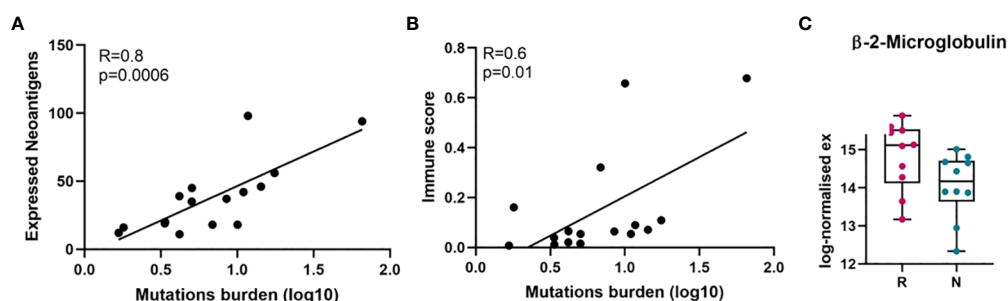 A
Expressed Neoantigens
150
100
50
0
R=0.8
p=0.0006
0.0 0.5 1.0 1.5 2.0
Mutations burden (log10)
B
Immune score
0.8
0.6
0.4
0.2
0.0
R=0.6
p=0.01
0.0 0.5 1.0 1.5 2.0
Mutations burden (log10)
C
β-2-Microglobulin
log-normalised ex
15
14
13
12
R N